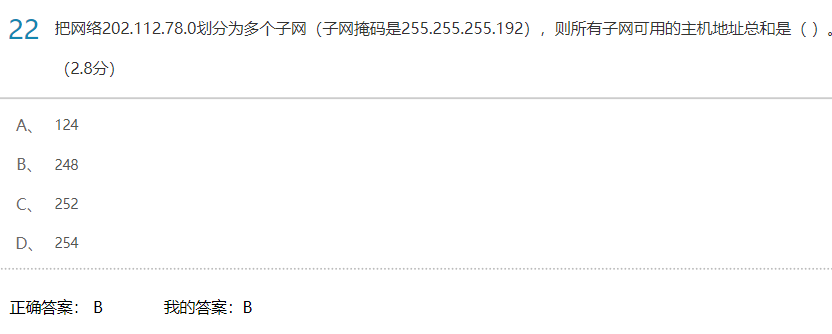 22 把网络202.112.78.0划分为多个子网（子网掩码是255.255.255.192），则所有子网可用的主机地址总和是（ ）。
（2.8分）
A、 124
B、 248
C、 252
D、 254
正确答案： B 我的答案：B